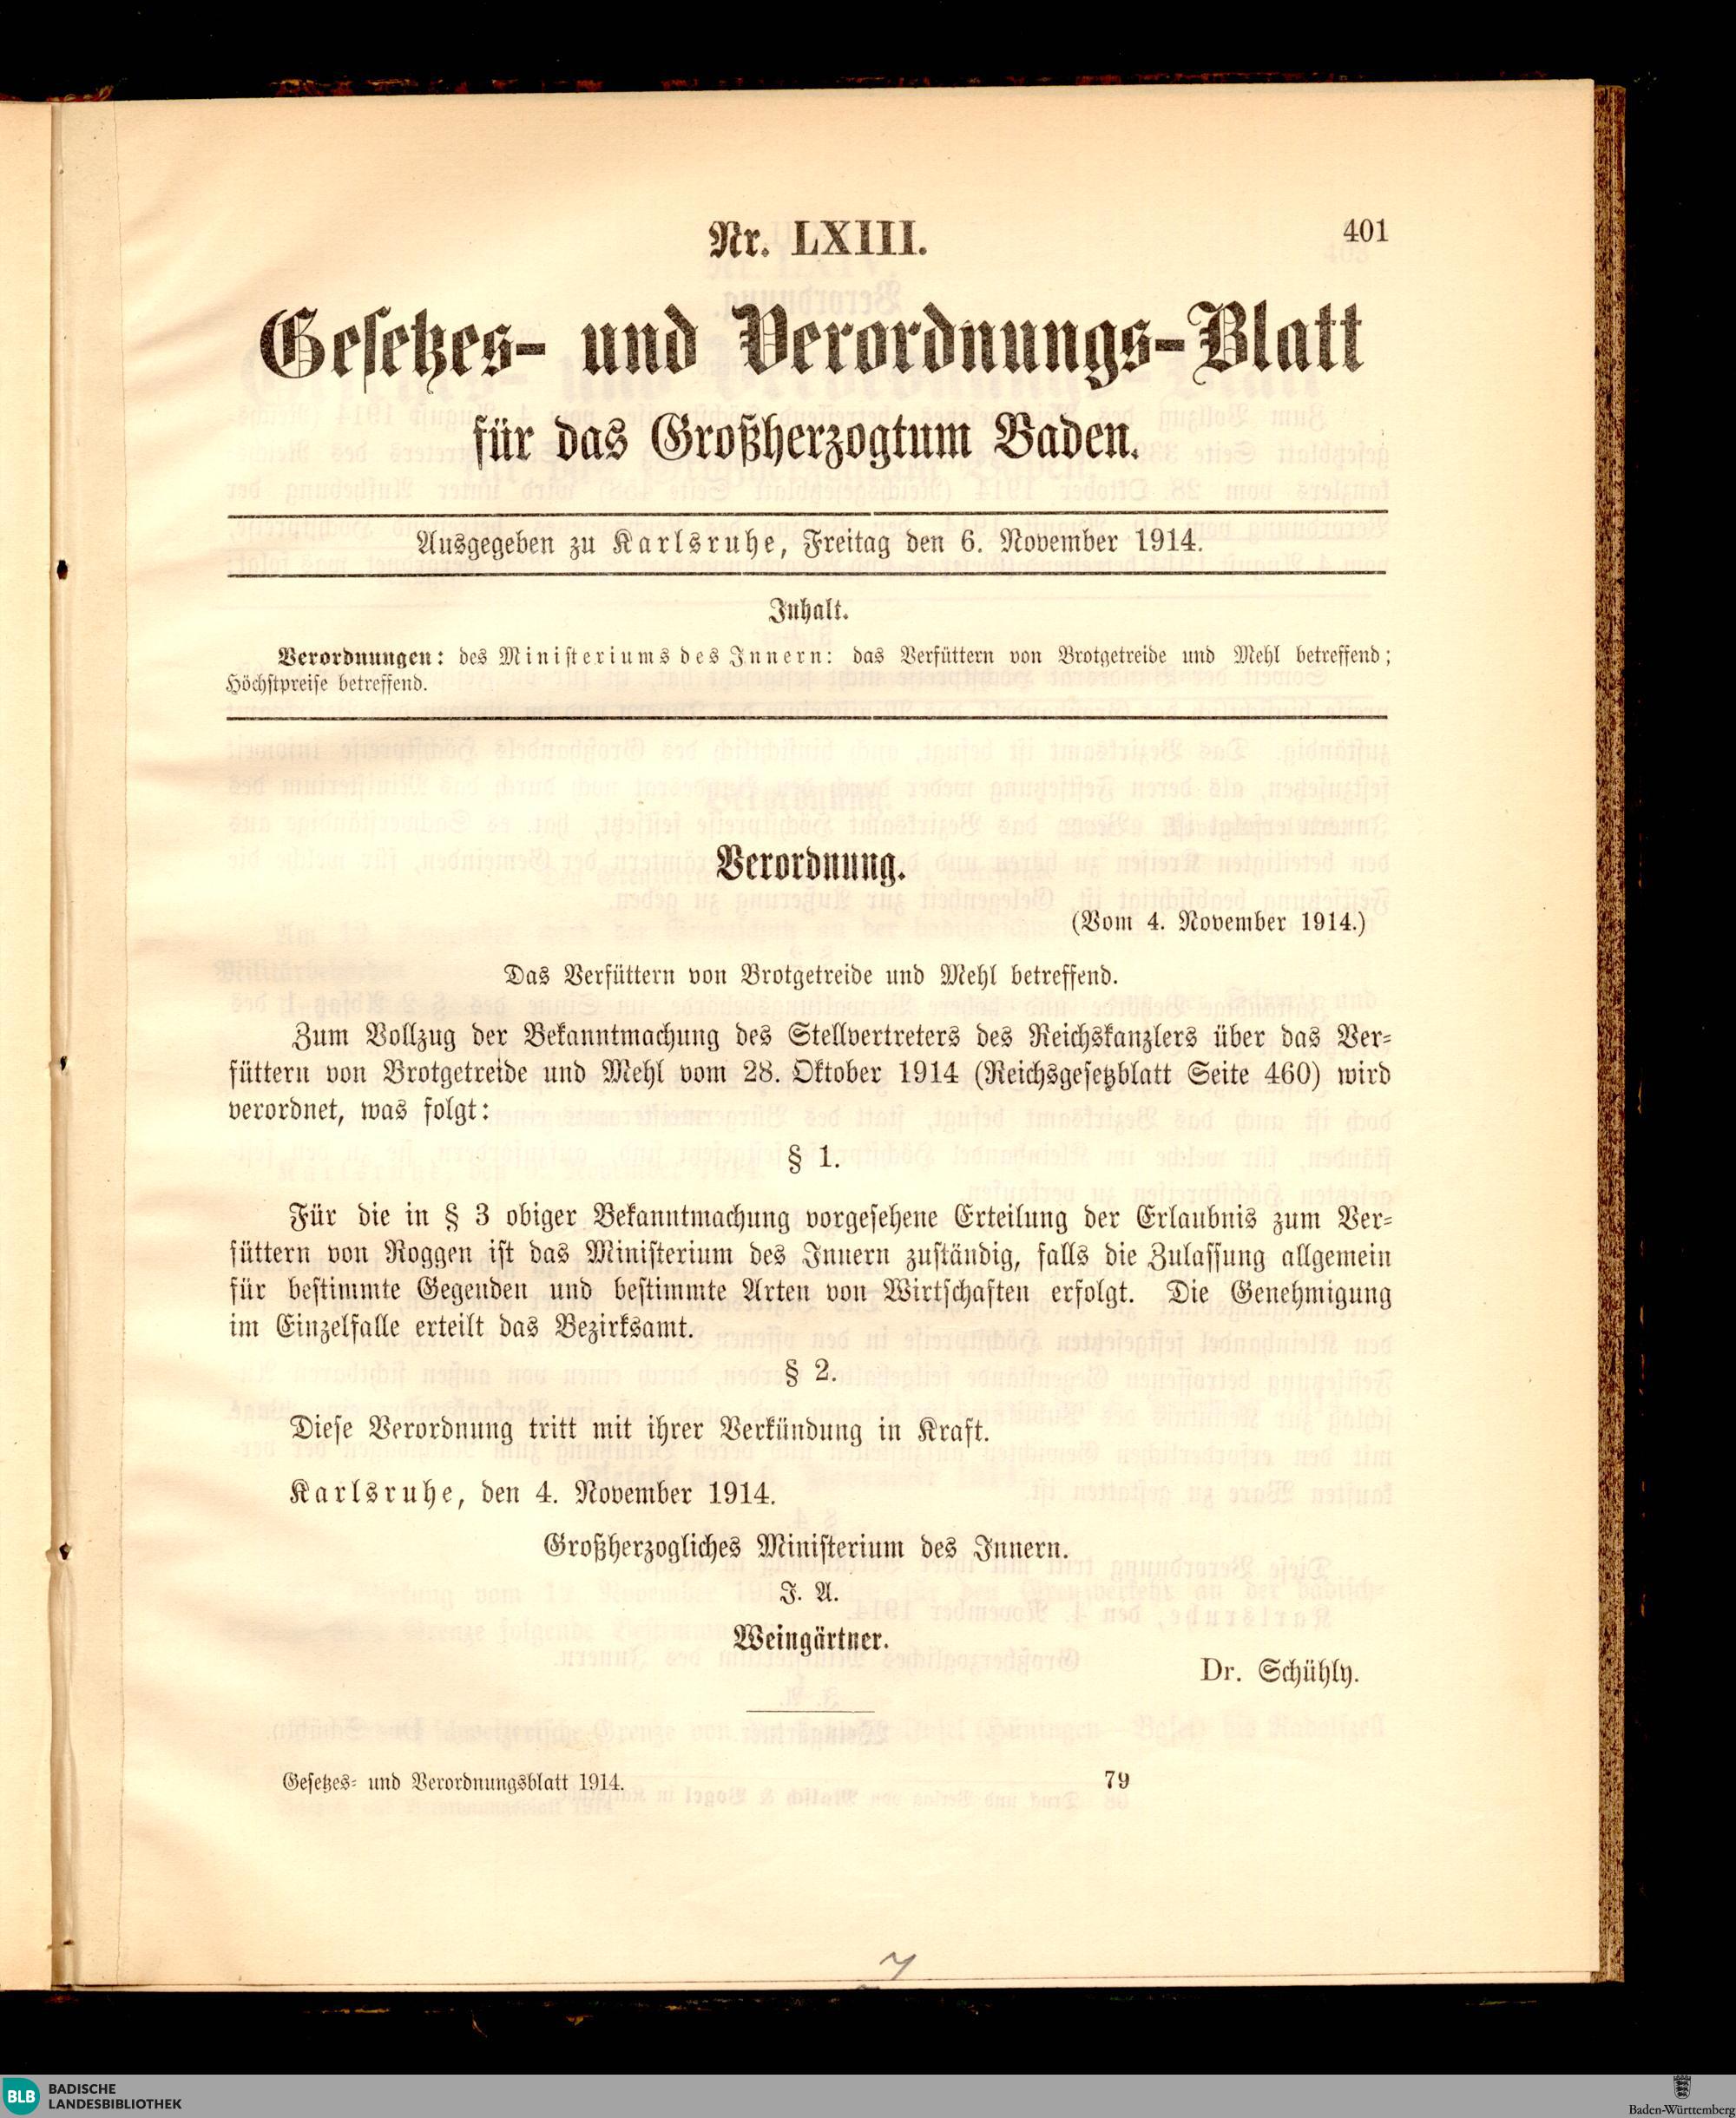 Nr. LXIII.
401
Gesetzes- und Verordnungs-Blatt
für das Großherzogtum Baden.
Ausgegeben zu Karlsruhe, Freitag den 6. November 1914.
Inhalt.
Verordnungen: des Ministeriums des Innern: das Verfüttern von Brotgetreide und Mehl betreffend;
Höchstpreise betreffend.
Verordnung.
(Vom 4. November 1914.)
Das Verfüttern von Brotgetreide und Mehl betreffend.
Zum Vollzug der Bekanntmachung des Stellvertreters des Reichskanzlers über das Ver-
füttern von Brotgetreide und Mehl vom 28. Oktober 1914 (Reichsgesetzblatt Seite 460) wird
verordnet, was folgt:
§ 1.
Für die in § 3 obiger Bekanntmachung vorgesehene Erteilung der Erlaubnis zum Ver-
füttern von Roggen ist das Ministerium des Innern zuständig, falls die Zulassung allgemein
für bestimmte Gegenden und bestimmte Arten von Wirtschaften erfolgt. Die Genehmigung
im Einzelfalle erteilt das Bezirksamt.
§ 2.
Diese Verordnung tritt mit ihrer Verkündung in Kraft.
Karlsruhe, den 4. November 1914.
Großherzogliches Ministerium des Innern.
J. A.
Weingärtner.
Dr. Schühly.
Gesetzes- und Verordnungsblatt 1914.
79
BLB BADISCHE
LANDESBIBLIOTHEK
Baden-Württemberg